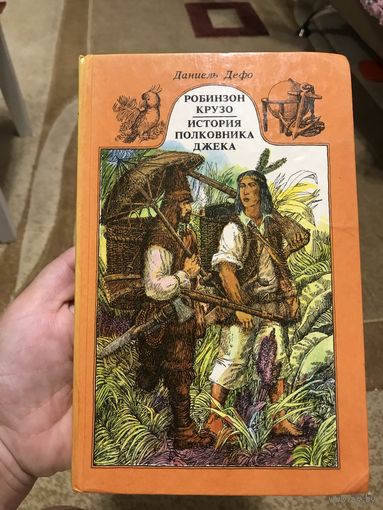 Даниель Дефо
РОБИНЗОН
КРУЗО
ИСТОРИЯ
ПОЛКОВНИКА
ДЖЕКА